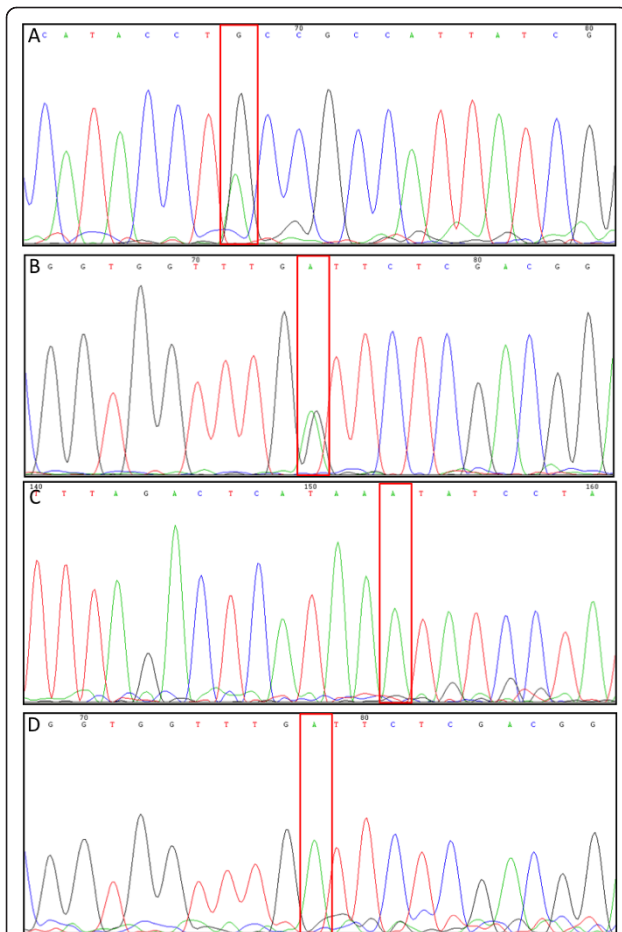 70 80
A C A T A C C T G C C G C C A T T A T C G
70 80
B G G T G G T T T G A T T C T C G A C G G
140 150 160
C T T T A G A C T C A T A A A T A T C C T A
70 80
D G G T G G T T T G A T T C T C G A C G G